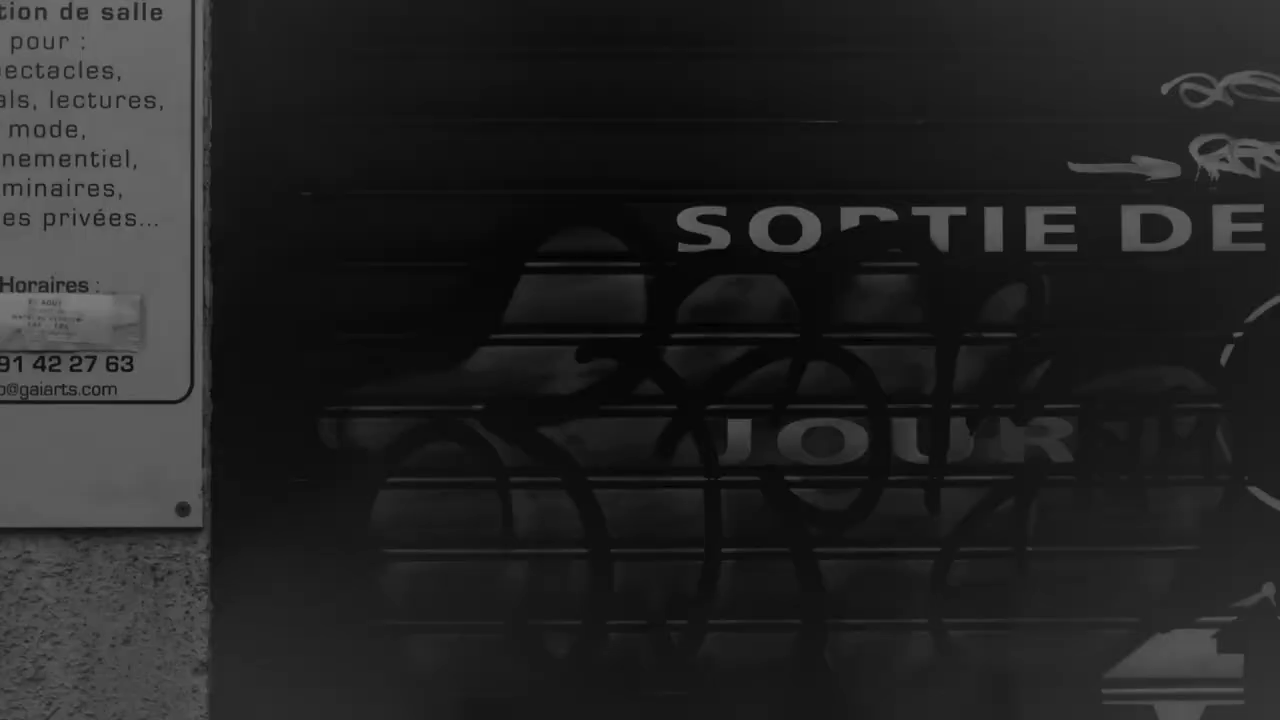 tion de salle
pour :
ectacles,
als, lectures,
mode,
nementiel,
minaires,
es privées...
Horaires :
91 42 27 63
o@gaiarts.com
SORTIE DE
JOUR